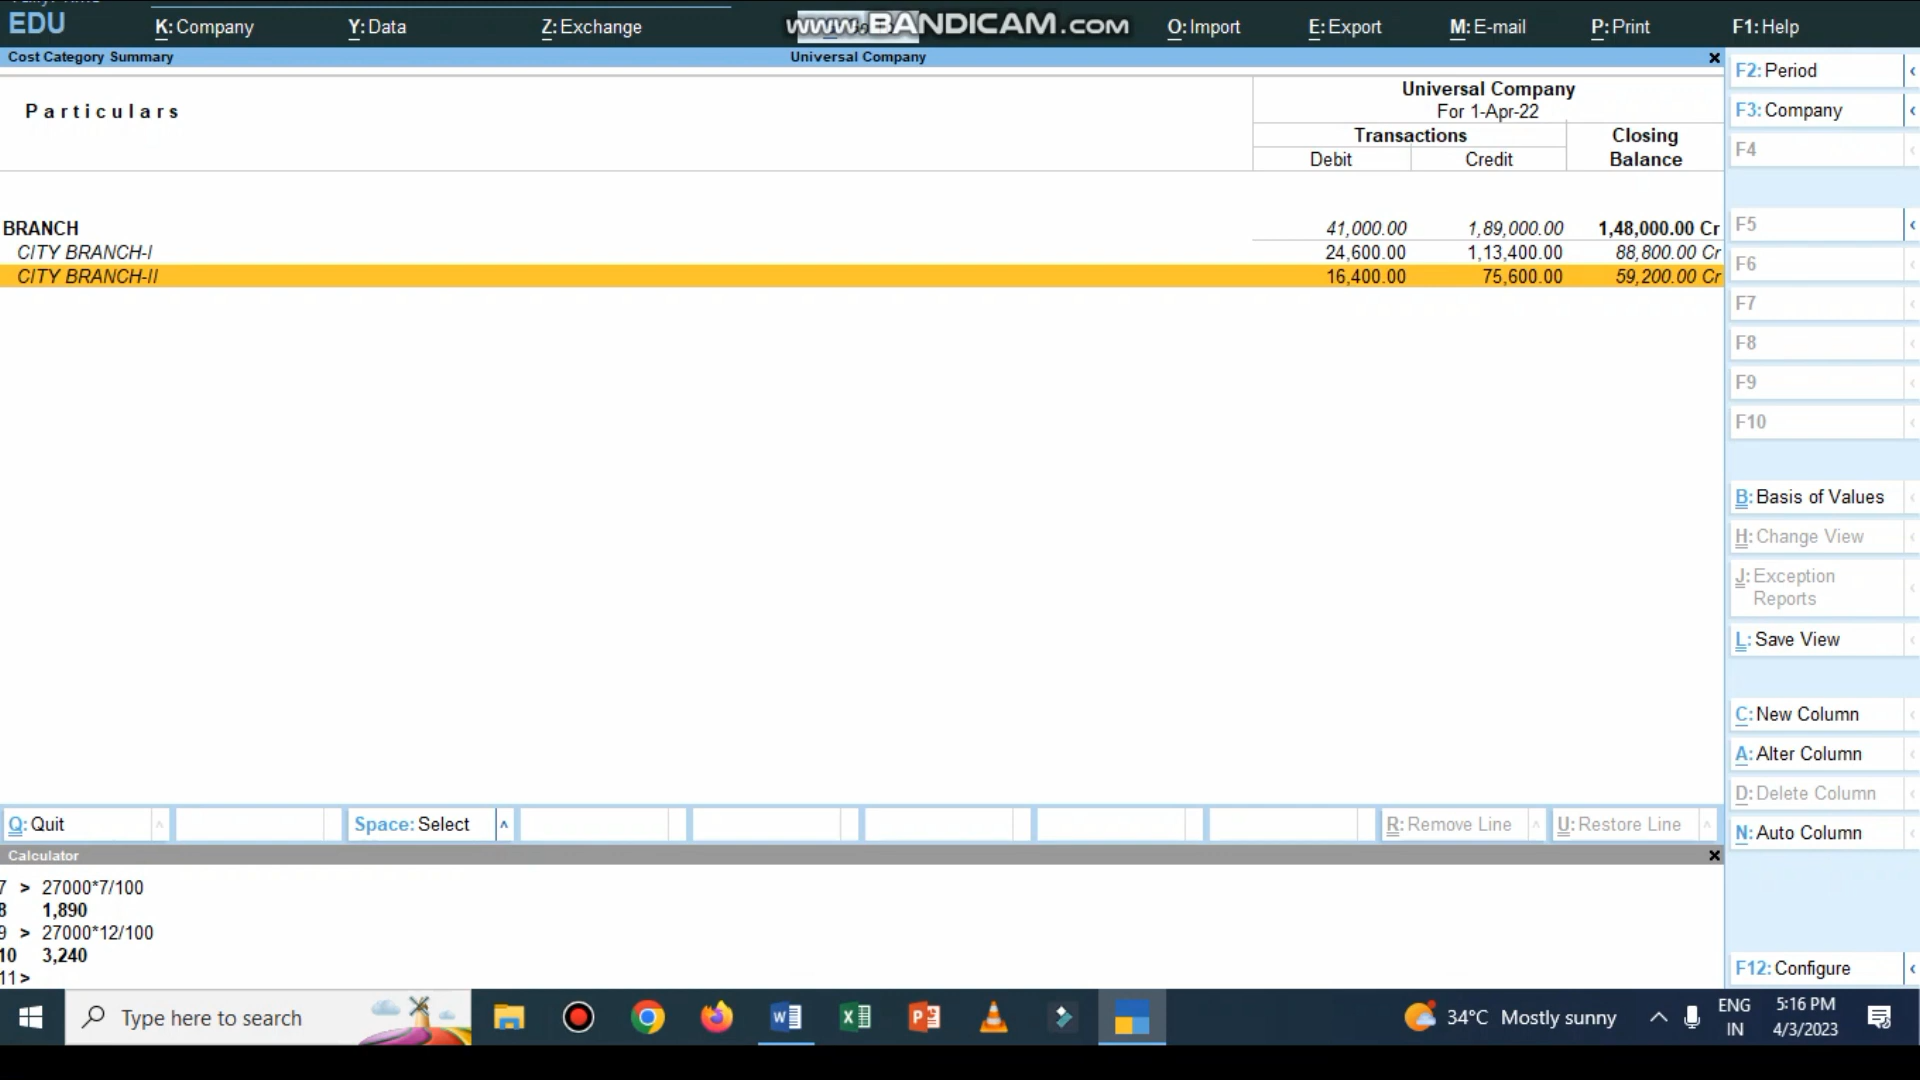 EDU
K: Company
Y: Data
Z: Exchange
www.BANDICAM.com
O: Import
E: Export
M: E-mail
P: Print
F1: Help
Cost Category Summary
Universal Company
F2: Period
F3: Company
F4
F5
F6
F7
F8
F9
F10
B: Basis of Values
H: Change View
J: Exception
Reports
L: Save View
C: New Column
A: Alter Column
D: Delete Column
N: Auto Column
F12: Configure
Particulars
Universal Company
For 1-Apr-22
Transactions
Closing
Balance
Debit
Credit
BRANCH 41,000.00 1,89,000.00 1,48,000.00 Cr
CITY BRANCH-I 24,600.00 1,13,400.00 88,800.00 Cr
CITY BRANCH-II 16,400.00 75,600.00 59,200.00 Cr
Q: Quit
Space: Select
R: Remove Line
U: Restore Line
Calculator
7 > 27000*7/100
8 1,890
9 > 27000*12/100
10 3,240
11>
Type here to search
34°C Mostly sunny
ENG
IN
5:16 PM
4/3/2023